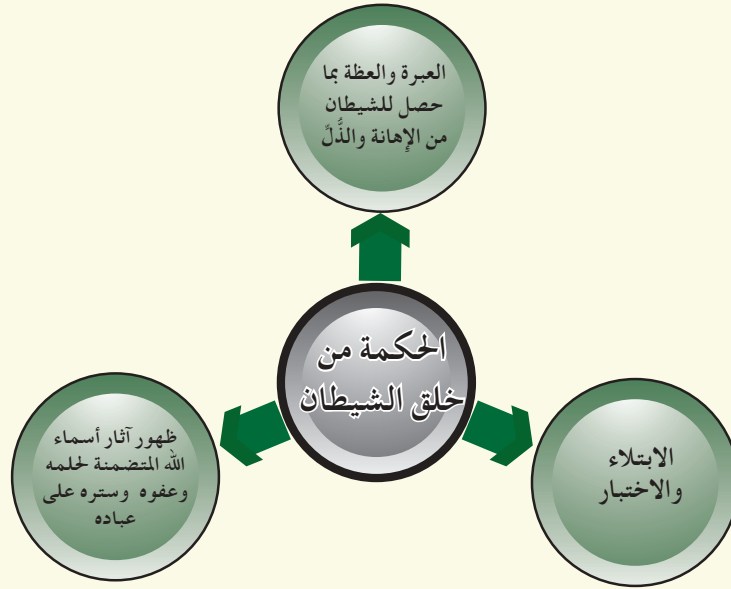 العبرة والعظة بما
حصل للشيطان
من الإهانة والذُّلِّ
الحكمة من
خلق الشيطان
الابتلاء
والاختبار
ظهور آثار أسماء
الله المتضمنة لحلمه
وعفوه وستره على
عباده